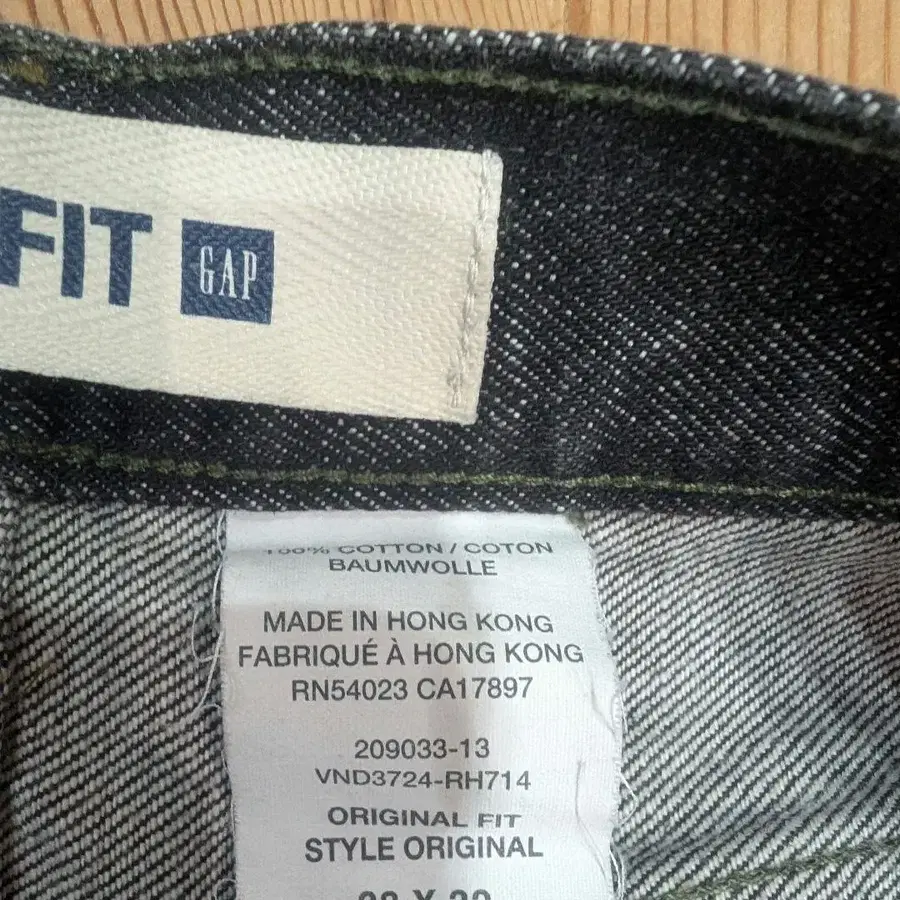 FIT GAP
100% COTTON / COTON
BAUMWOLLE
MADE IN HONG KONG
FABRIQUÉ À HONG KONG
RN54023 CA17897
209033-13
VND3724-RH714
ORIGINAL FIT
STYLE ORIGINAL